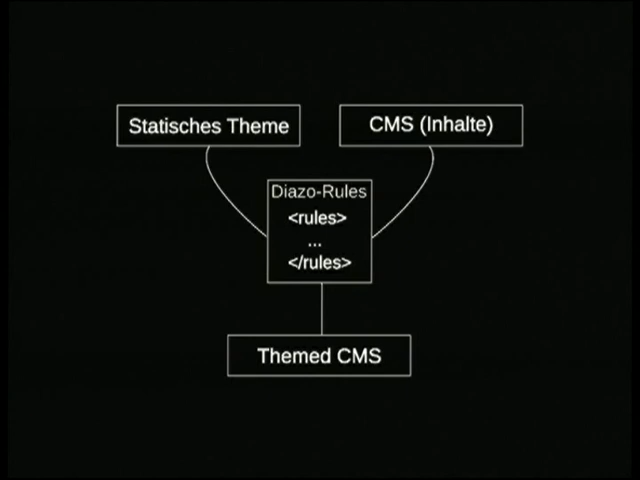 Statisches Theme
CMS (Inhalte)
Diazo-Rules
<rules>
...
</rules>
Themed CMS